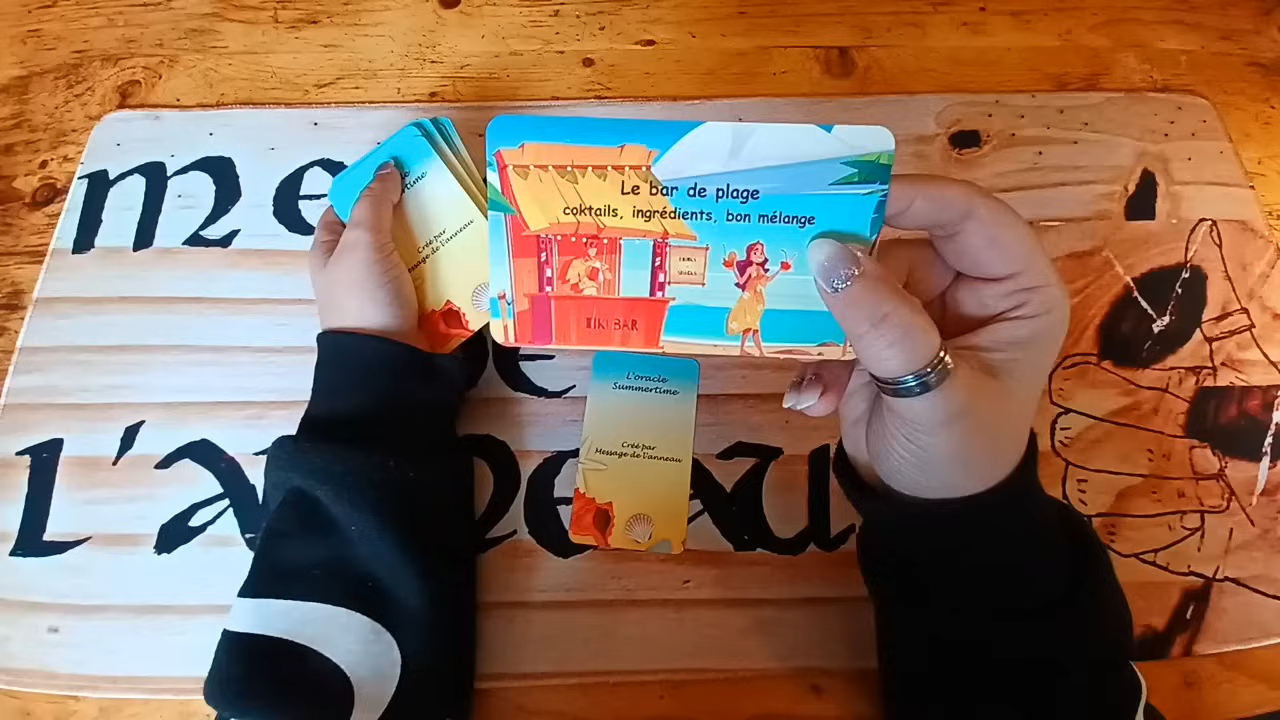 Le bar de plage
coktails, ingrédients, bon mélange
TIKI BAR
L'oracle
Summertime
Créé par
Message de l'anneau
Créé par
Message de l'anneau
L'anneau